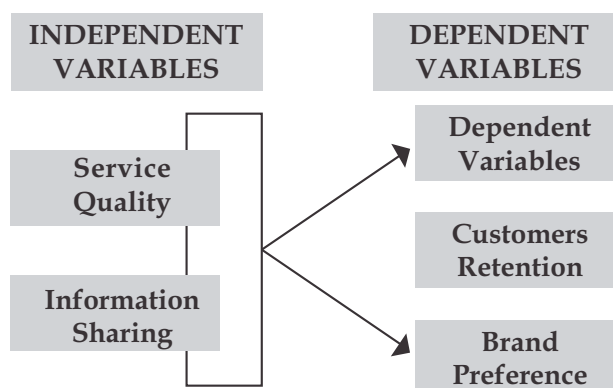 INDEPENDENT
VARIABLES
DEPENDENT
VARIABLES
Service
Quality
Information
Sharing
Dependent
Variables
Customers
Retention
Brand
Preference